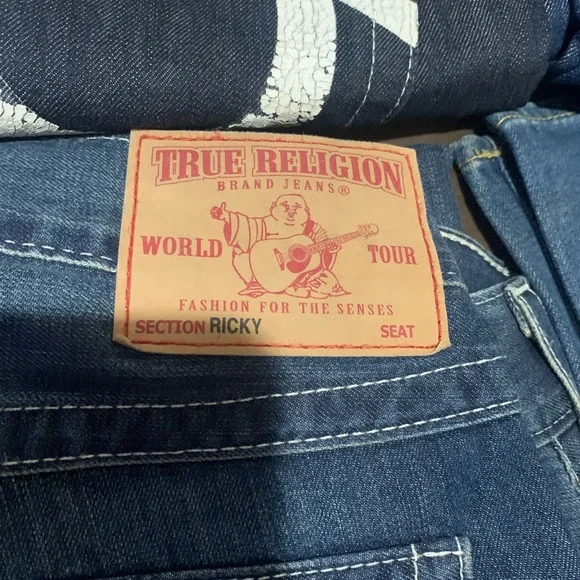 TRUE RELIGION
BRAND JEANS®
WORLD TOUR
FASHION FOR THE SENSES
SECTION RICKY SEAT